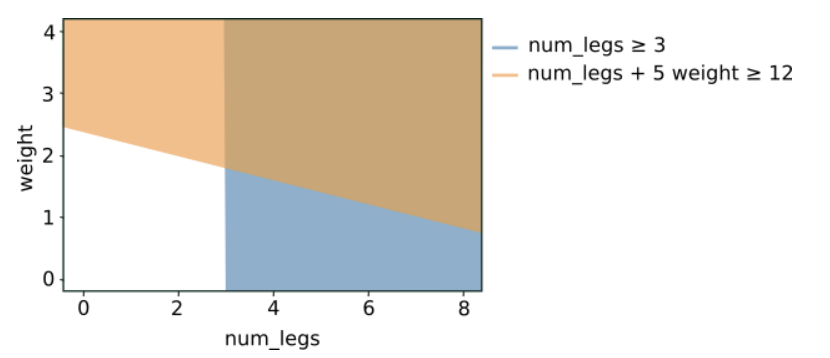 num_legs ≥ 3
num_legs + 5 weight ≥ 12
4
3
2
1
0
weight
0 2 4 6 8
num_legs